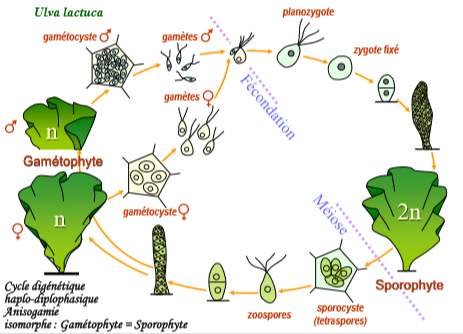 Ulva lactuca
gamétocyste ♂
gamètes ♂
planozygote
zygote fixé
gamètes ♀
Fécondation
♂
n
Gamétophyte
♀
n
gamétocyste ♀
Méiose
2n
Sporophyte
zoospores
sporocyste
(tetraspores)
Cycle digénétique
haplo-diplophasique
Anisogamie
isomorphe : Gamétophyte = Sporophyte